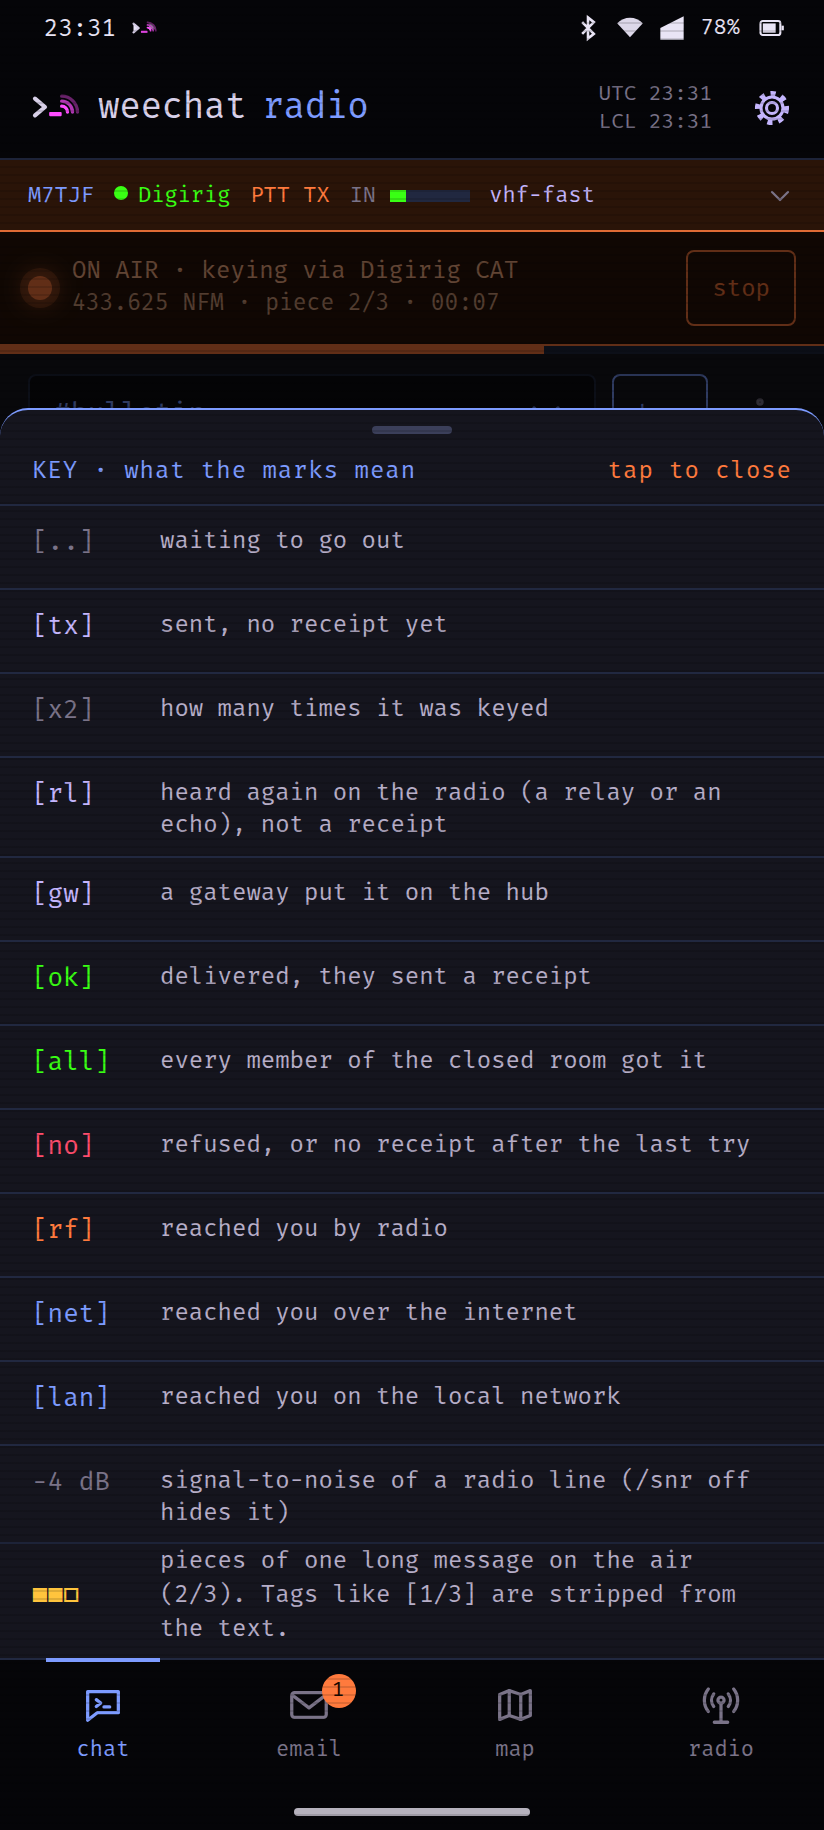 23:31
78%
weechat radio
UTC 23:31
LCL 23:31
M7TJF Digirig PTT TX IN vhf-fast
ON AIR · keying via Digirig CAT
433.625 NFM · piece 2/3 · 00:07
stop
KEY · what the marks mean
tap to close
[..] waiting to go out
[tx] sent, no receipt yet
[x2] how many times it was keyed
[rl] heard again on the radio (a relay or an
echo), not a receipt
[gw] a gateway put it on the hub
[ok] delivered, they sent a receipt
[all] every member of the closed room got it
[no] refused, or no receipt after the last try
[rf] reached you by radio
[net] reached you over the internet
[lan] reached you on the local network
-4 dB signal-to-noise of a radio line (/snr off
hides it)
pieces of one long message on the air
(2/3). Tags like [1/3] are stripped from
the text.
1
chat email map radio